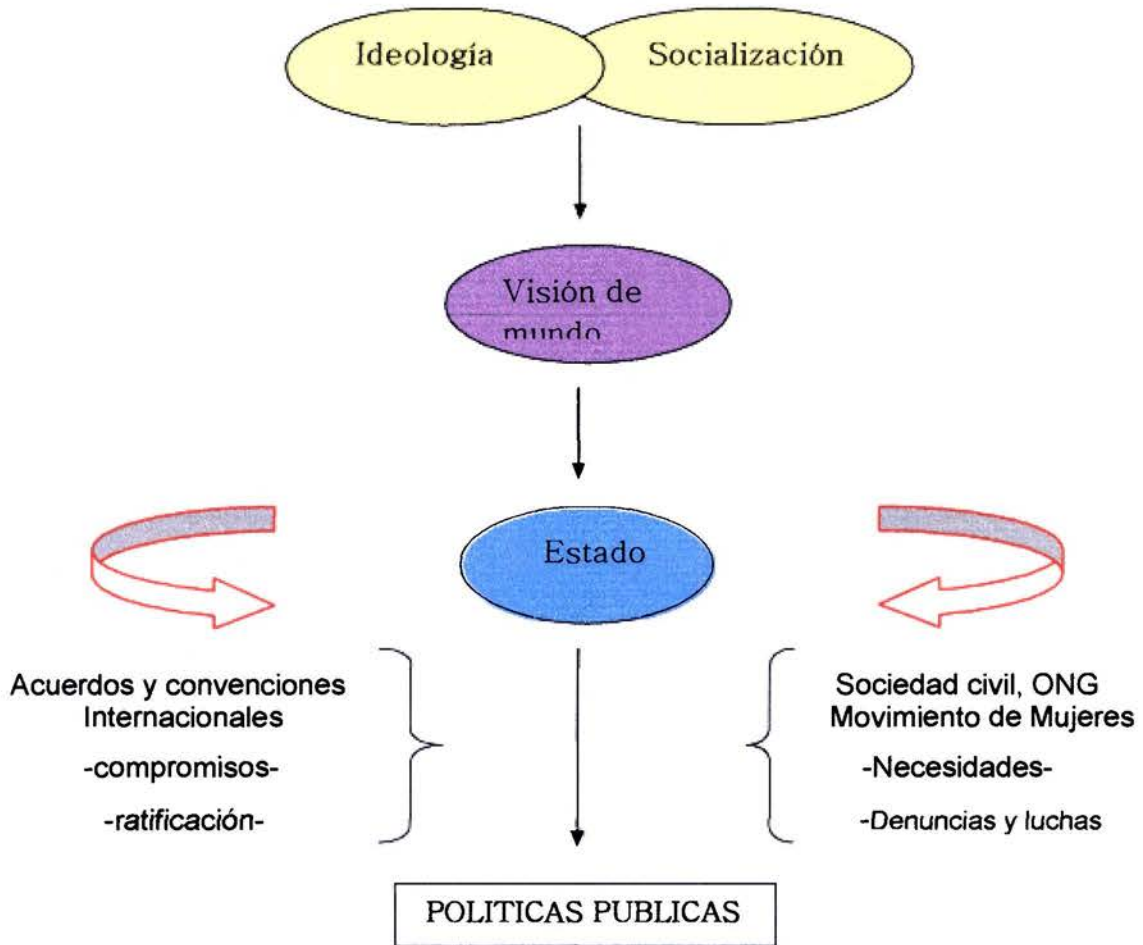 Ideología
Socialización
Visión de
mundo
Estado
Acuerdos y convenciones
Internacionales
-compromisos-
-ratificación-
Sociedad civil, ONG
Movimiento de Mujeres
-Necesidades-
-Denuncias y luchas
POLITICAS PUBLICAS